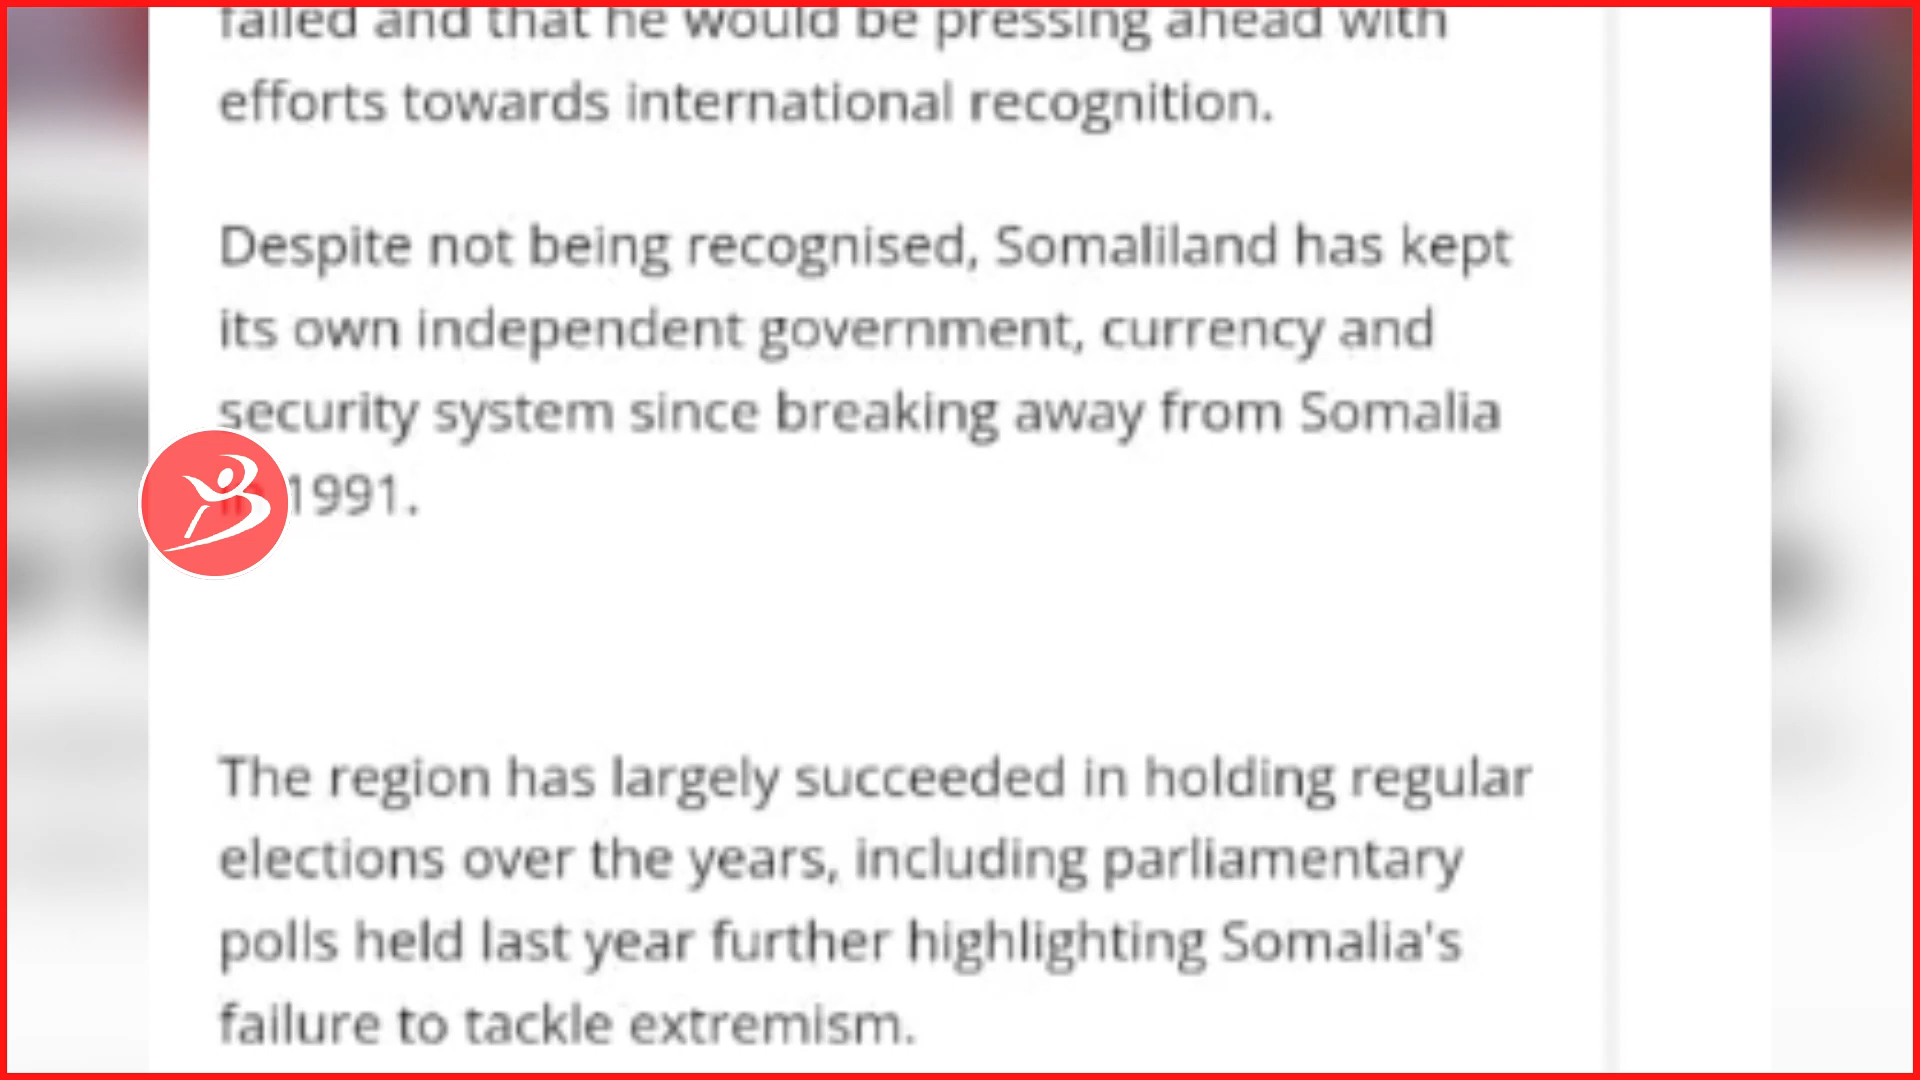 failed and that he would be pressing ahead with
efforts towards international recognition.
Despite not being recognised, Somaliland has kept
its own independent government, currency and
security system since breaking away from Somalia
in 1991.
The region has largely succeeded in holding regular
elections over the years, including parliamentary
polls held last year further highlighting Somalia's
failure to tackle extremism.